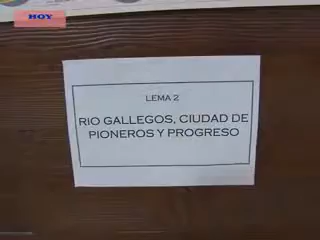 HOY
LEMA 2
RIO GALLEGOS, CIUDAD DE
PIONEROS Y PROGRESO